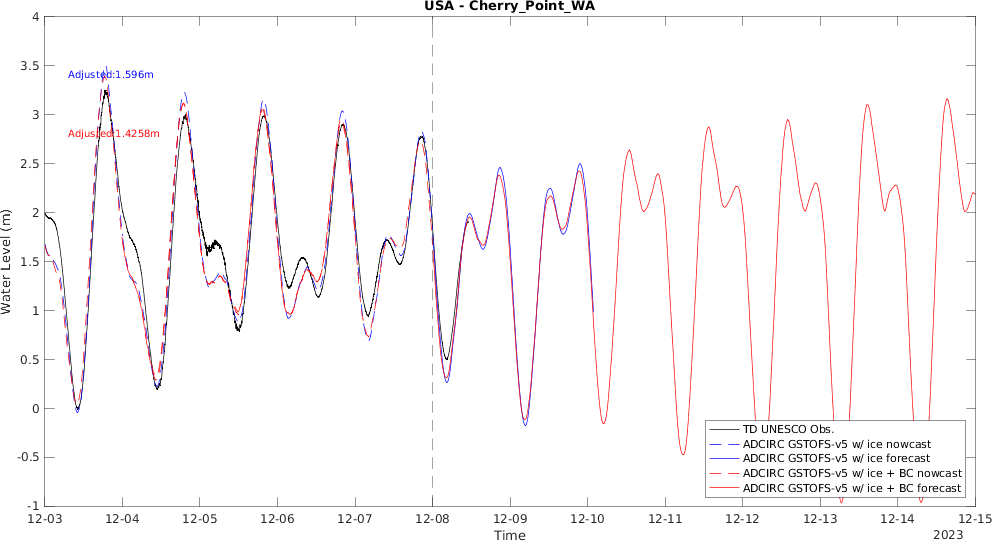 USA - Cherry_Point_WA
4
3.5
3
2.5
2
1.5
1
0.5
0
-0.5
-1
Water Level (m)
Adjusted:1.596m
Adjusted:1.4258m
TD UNESCO Obs.
ADCIRC GSTOFS-v5 w/ ice nowcast
ADCIRC GSTOFS-v5 w/ ice forecast
ADCIRC GSTOFS-v5 w/ ice + BC nowcast
ADCIRC GSTOFS-v5 w/ ice + BC forecast
12-03 12-04 12-05 12-06 12-07 12-08 12-09 12-10 12-11 12-12 12-13 12-14 12-15
Time
2023